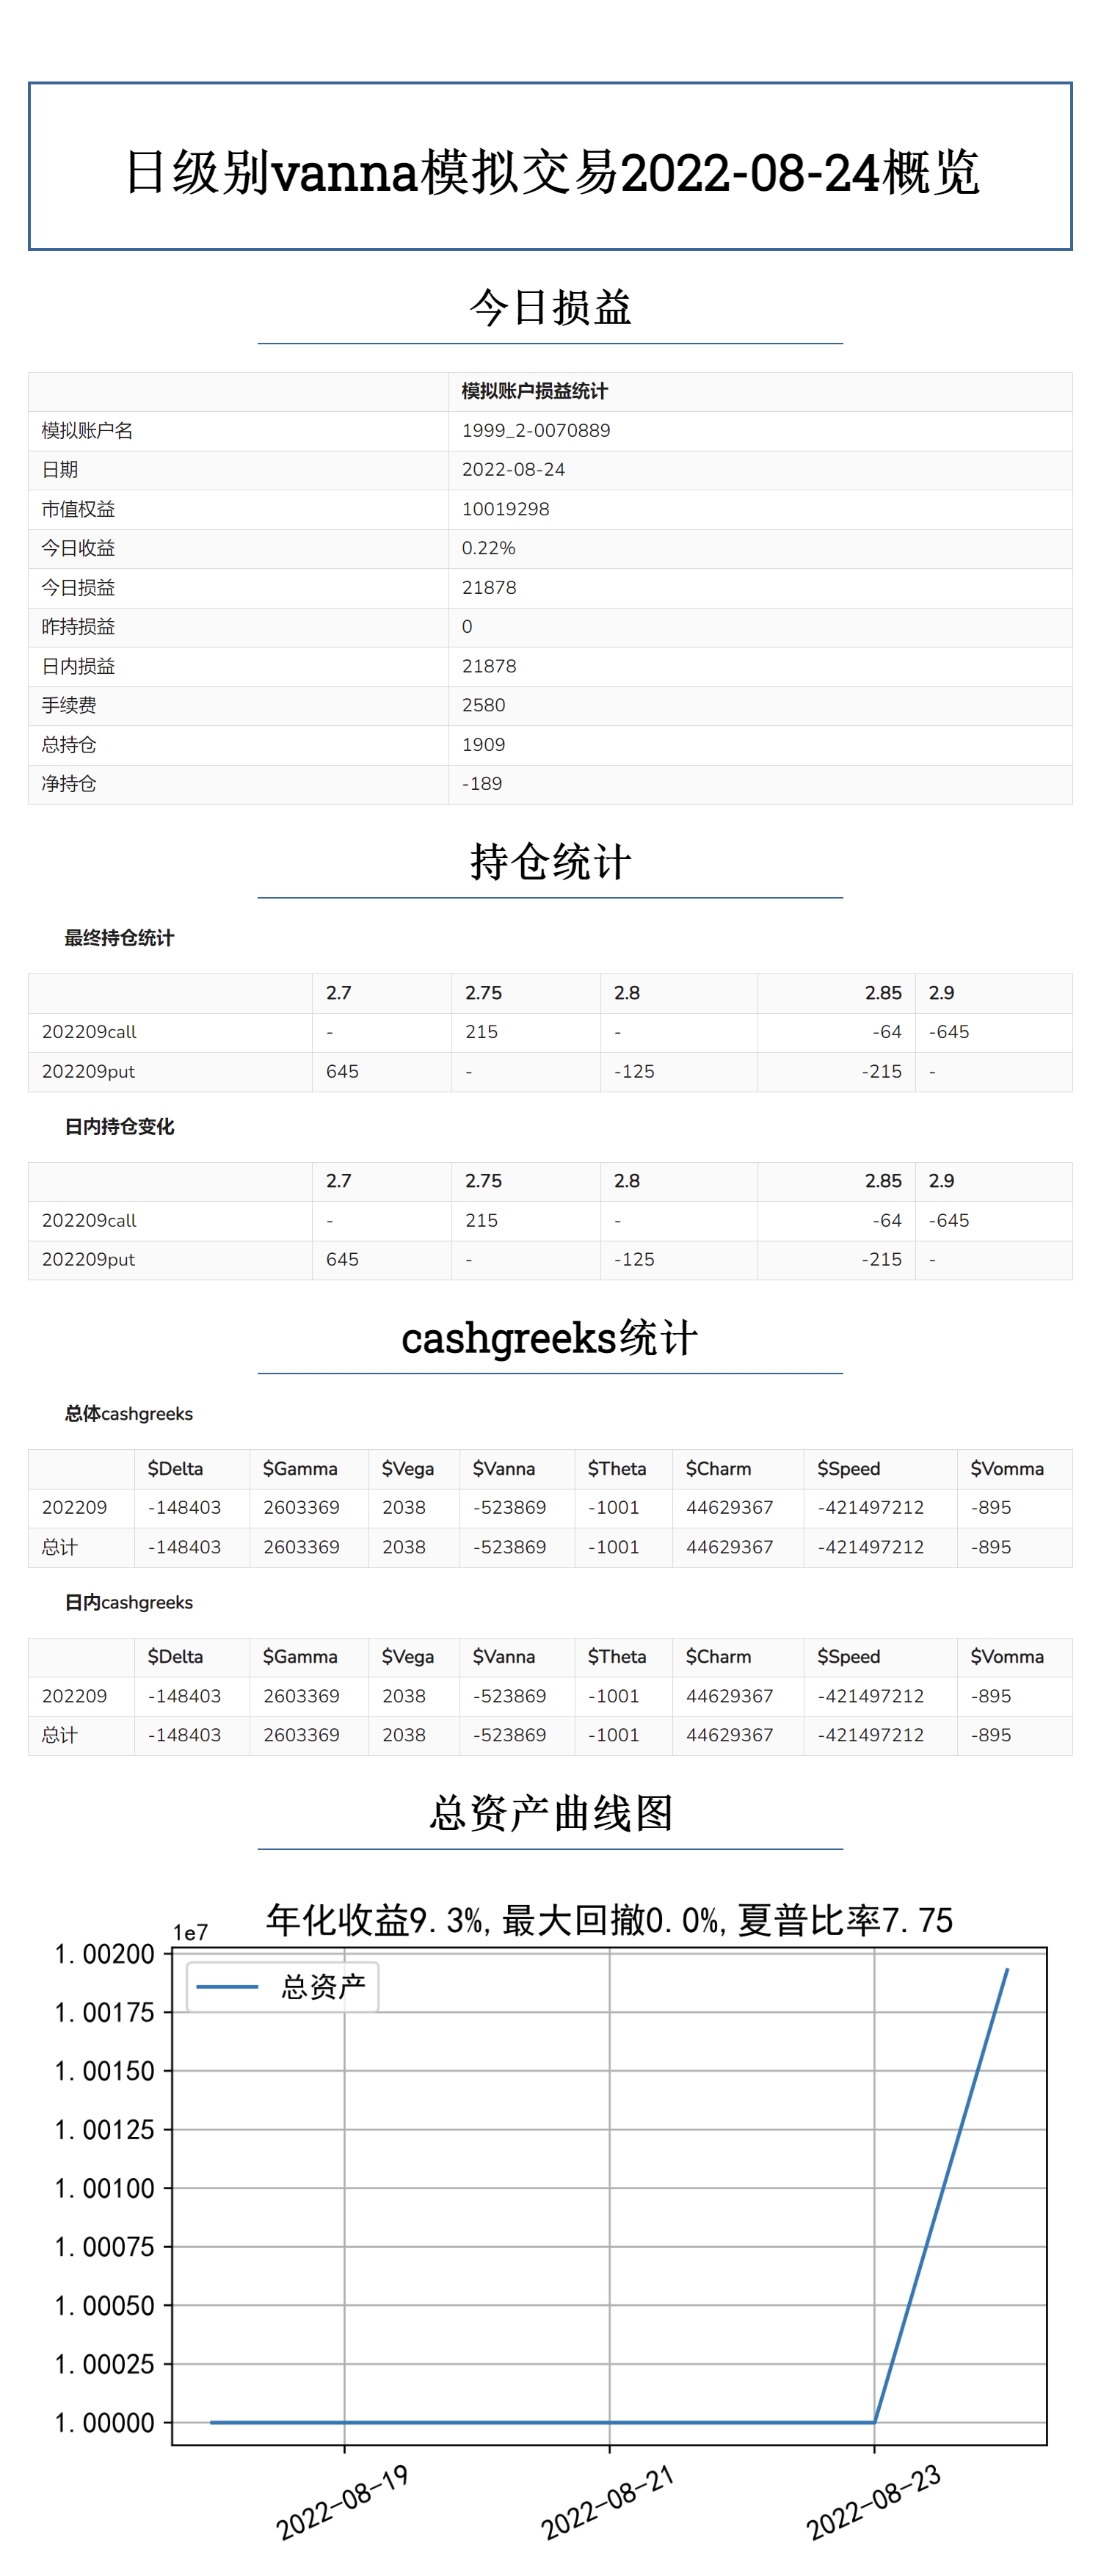 日级别vanna模拟交易2022-08-24概览
今日损益
模拟账户损益统计
模拟账户名 1999_2-0070889
日期 2022-08-24
市值权益 10019298
今日收益 0.22%
今日损益 21878
昨持损益 0
日内损益 21878
手续费 2580
总持仓 1909
净持仓 -189
持仓统计
最终持仓统计
2.7 2.75 2.8 2.85 2.9
202209call - 215 - -64 -645
202209put 645 - -125 -215 -
日内持仓变化
2.7 2.75 2.8 2.85 2.9
202209call - 215 - -64 -645
202209put 645 - -125 -215 -
cashgreeks统计
总体cashgreeks
$Delta $Gamma $Vega $Vanna $Theta $Charm $Speed $Vomma
202209 -148403 2603369 2038 -523869 -1001 44629367 -421497212 -895
总计 -148403 2603369 2038 -523869 -1001 44629367 -421497212 -895
日内cashgreeks
$Delta $Gamma $Vega $Vanna $Theta $Charm $Speed $Vomma
202209 -148403 2603369 2038 -523869 -1001 44629367 -421497212 -895
总计 -148403 2603369 2038 -523869 -1001 44629367 -421497212 -895
总资产曲线图
年化收益9.3%,最大回撤0.0%,夏普比率7.75
1e7
总资产
1.00200
1.00175
1.00150
1.00125
1.00100
1.00075
1.00050
1.00025
1.00000
2022-08-19 2022-08-21 2022-08-23